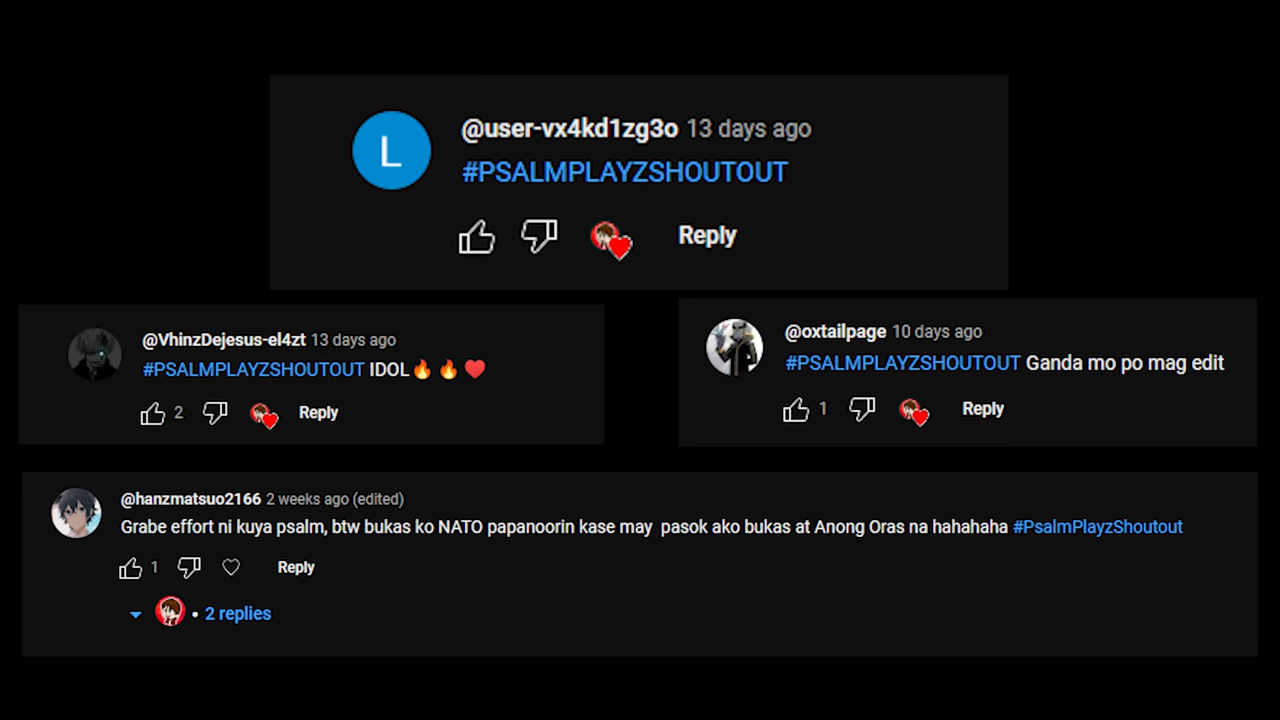 L
@user-vx4kd1zg3o 13 days ago
#PSALMPLAYZSHOUTOUT
Reply
@VhinzDejesus-el4zt 13 days ago
#PSALMPLAYZSHOUTOUT IDOL🔥🔥❤️
2 Reply
@oxtailpage 10 days ago
#PSALMPLAYZSHOUTOUT Ganda mo po mag edit
1 Reply
@hanzmatsuo2166 2 weeks ago (edited)
Grabe effort ni kuya psalm, btw bukas ko NATO papanoorin kase may pasok ako bukas at Anong Oras na hahahaha #PsalmPlayzShoutout
1 Reply
• 2 replies